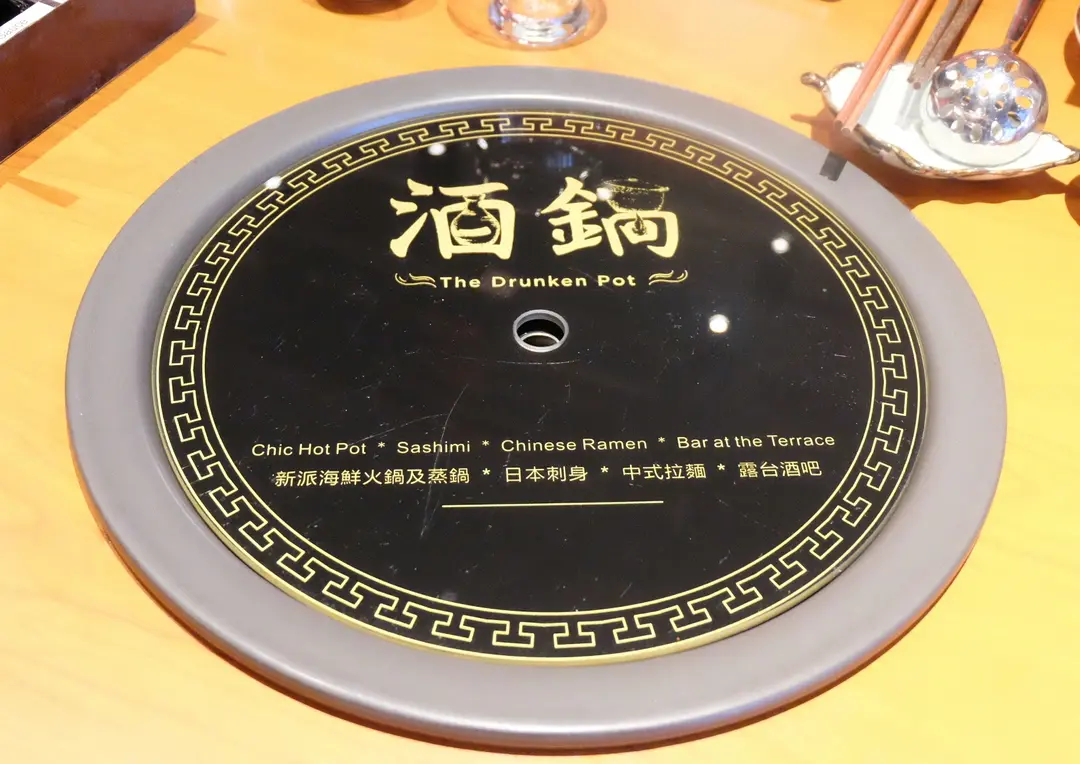 酒鍋
The Drunken Pot
Chic Hot Pot * Sashimi * Chinese Ramen * Bar at the Terrace
新派海鮮火鍋及蒸鍋 * 日本刺身 * 中式拉麵 * 露台酒吧